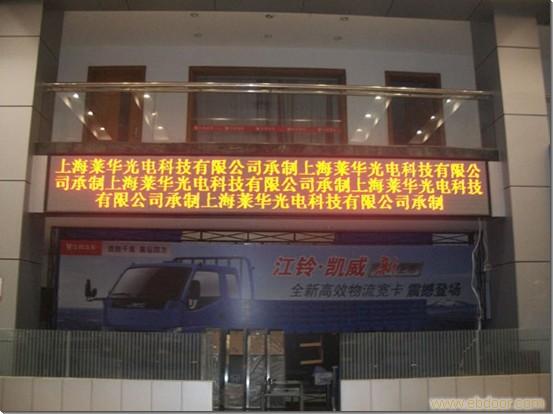 上海莱华光电科技有限公司承制上海莱华光电科技有限公
司承制上海莱华光电科技有限公司承制上海莱华光电科技
有限公司承制上海莱华光电科技有限公司承制
江铃·凯威
全新高效物流宽卡 震撼登场
www.ebdoor.com